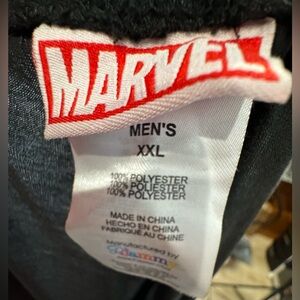 MARVEL
MEN'S
XXL
100% POLYESTER
100% POLIESTER
100% POLYESTER
MADE IN CHINA
HECHO EN CHINA
FABRIQUÉ AU CHINE
Manufactured by